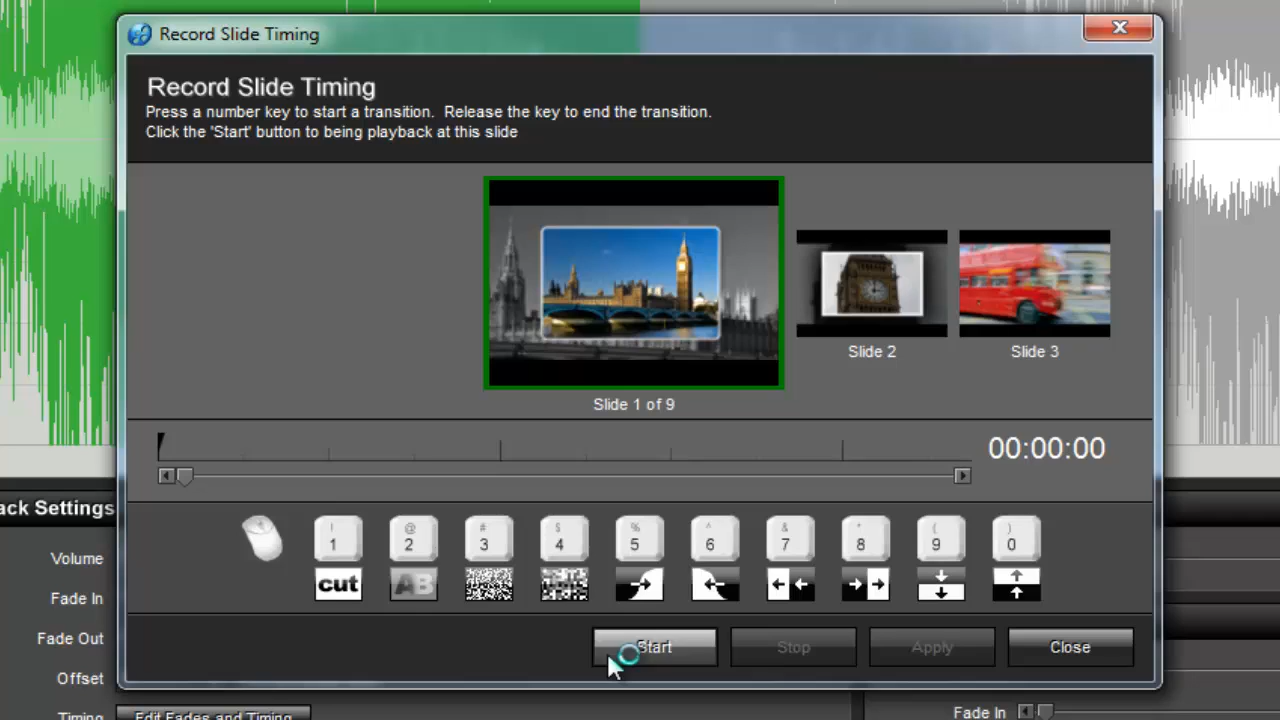 Record Slide Timing
Record Slide Timing
Press a number key to start a transition.  Release the key to end the transition.
Click the 'Start' button to being playback at this slide
Slide 2
Slide 3
Slide 1 of 9
00:00:00
! 1
@ 2
# 3
$ 4
% 5
^ 6
& 7
* 8
( 9
) 0
cut
AB
Start
Stop
Apply
Close
ack Settings
Volume
Fade In
Fade Out
Offset
Timing
Edit Fades and Timing
Fade In